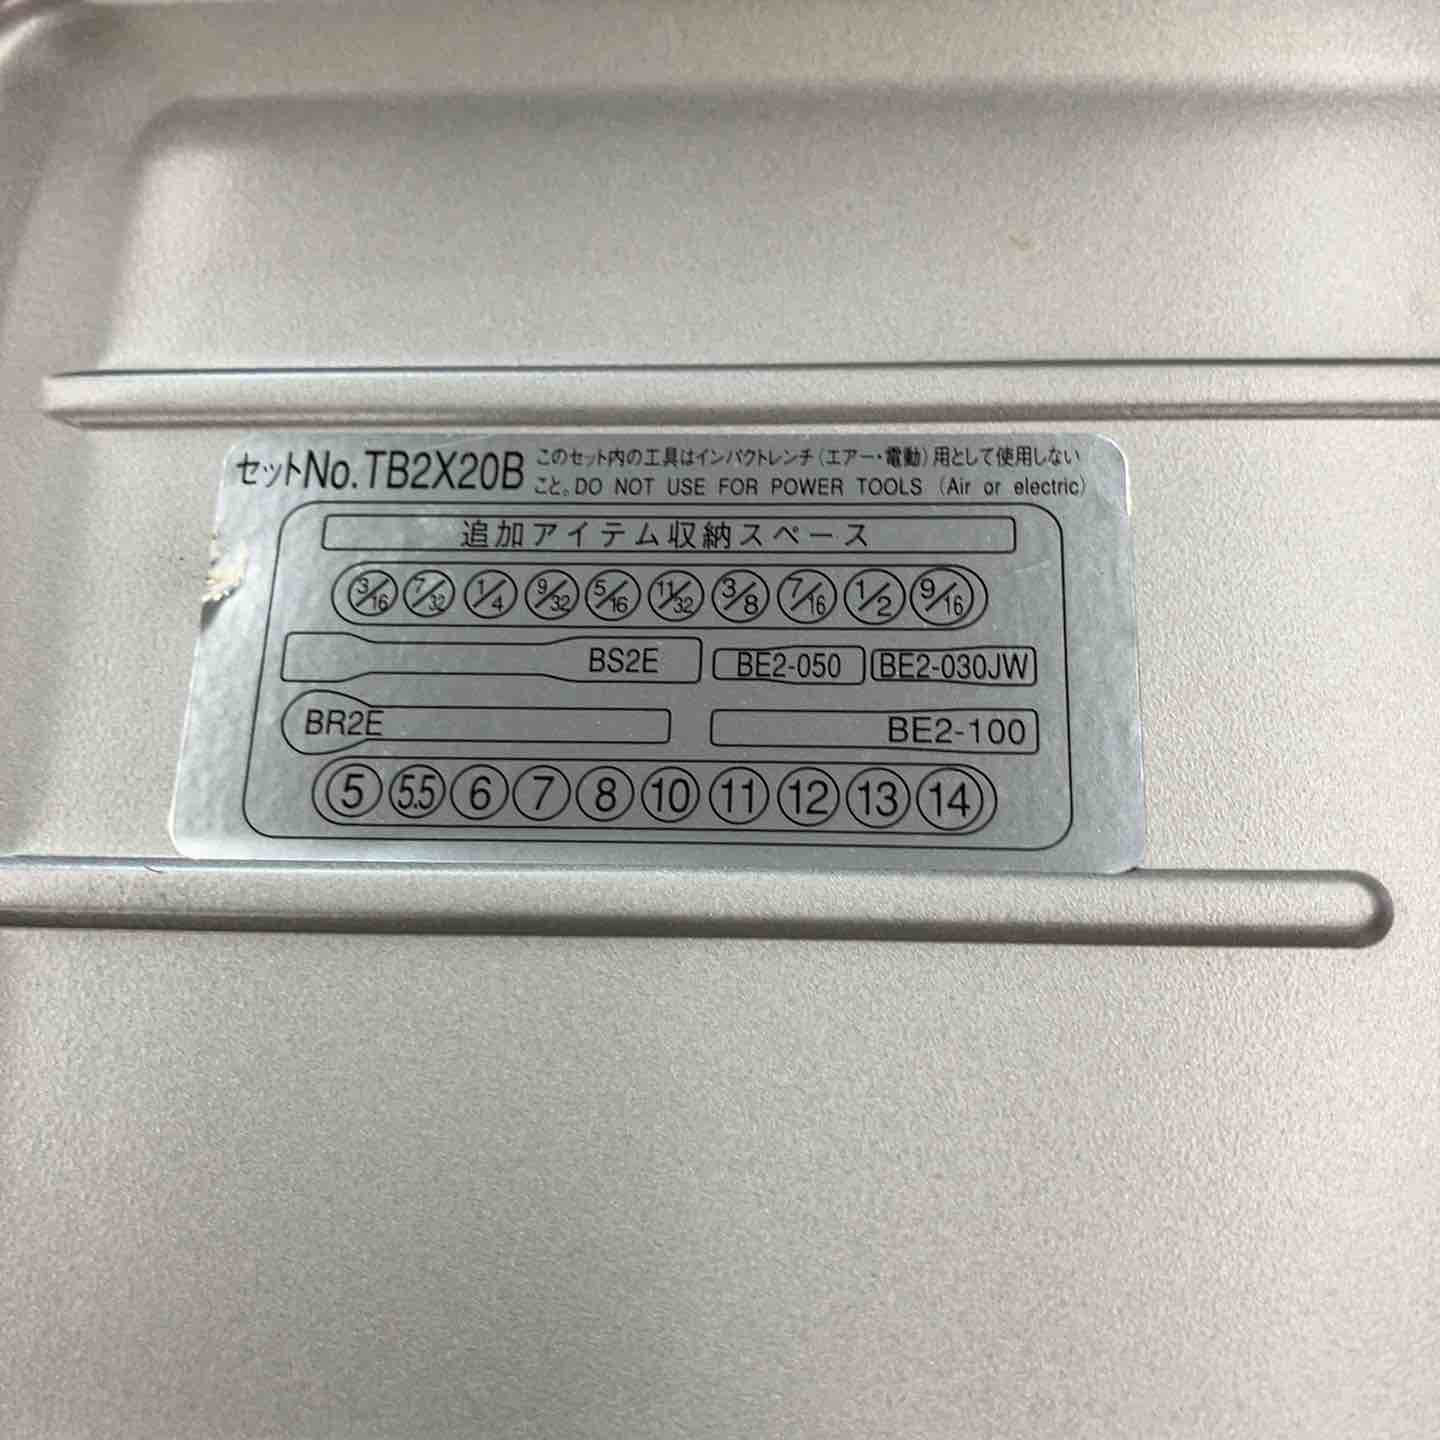 セットNo.TB2X20B このセット内の工具はインパクトレンチ(エアー・電動)用として使用しない
こと。DO NOT USE FOR POWER TOOLS (Air or electric)
追加アイテム収納スペース
3/16 7/32 1/4 9/32 5/16 11/32 3/8 7/16 1/2 9/16
BS2E BE2-050 BE2-030JW
BR2E BE2-100
5 5.5 6 7 8 10 11 12 13 14